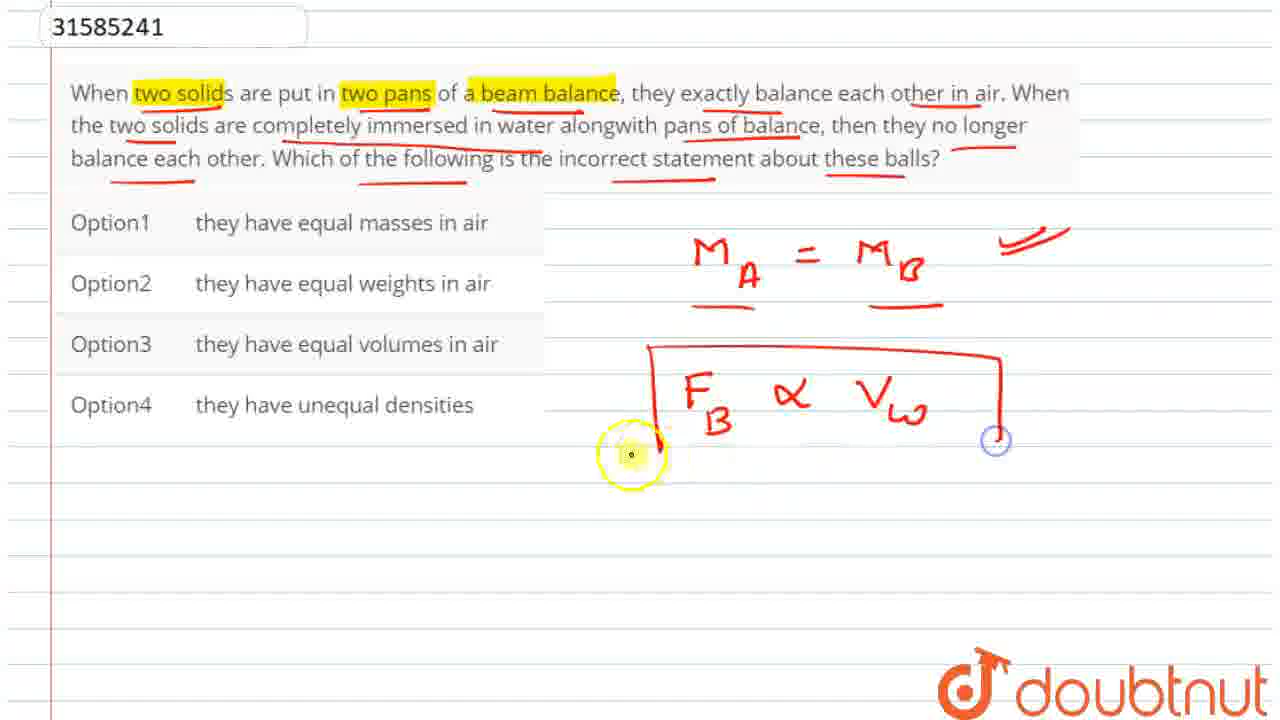 31585241
When two solids are put in two pans of a beam balance, they exactly balance each other in air. When
the two solids are completely immersed in water alongwith pans of balance, then they no longer
balance each other. Which of the following is the incorrect statement about these balls?
Option1 they have equal masses in air
Option2 they have equal weights in air
Option3 they have equal volumes in air
Option4 they have unequal densities
M_A = M_B
F_B ∝ V_w
doubtnut